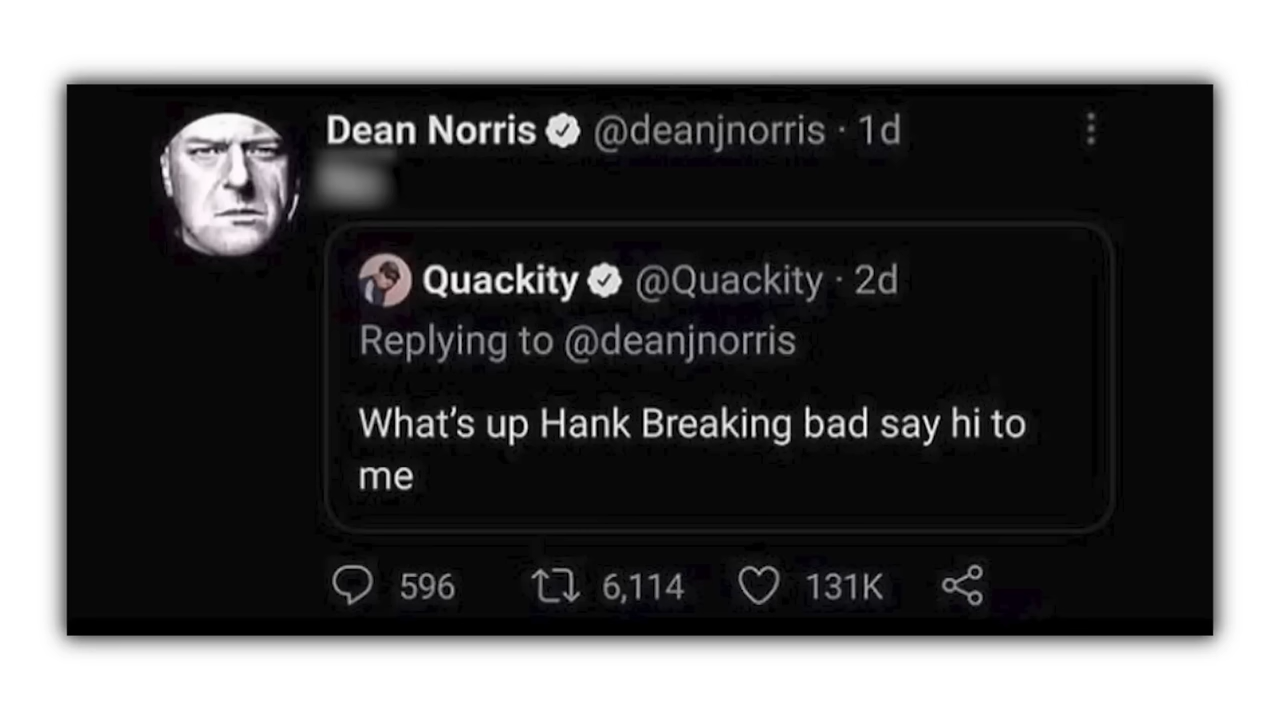 Dean Norris @deanjnorris · 1d
Quackity @Quackity · 2d
Replying to @deanjnorris
What's up Hank Breaking bad say hi to
me
596 6,114 131K